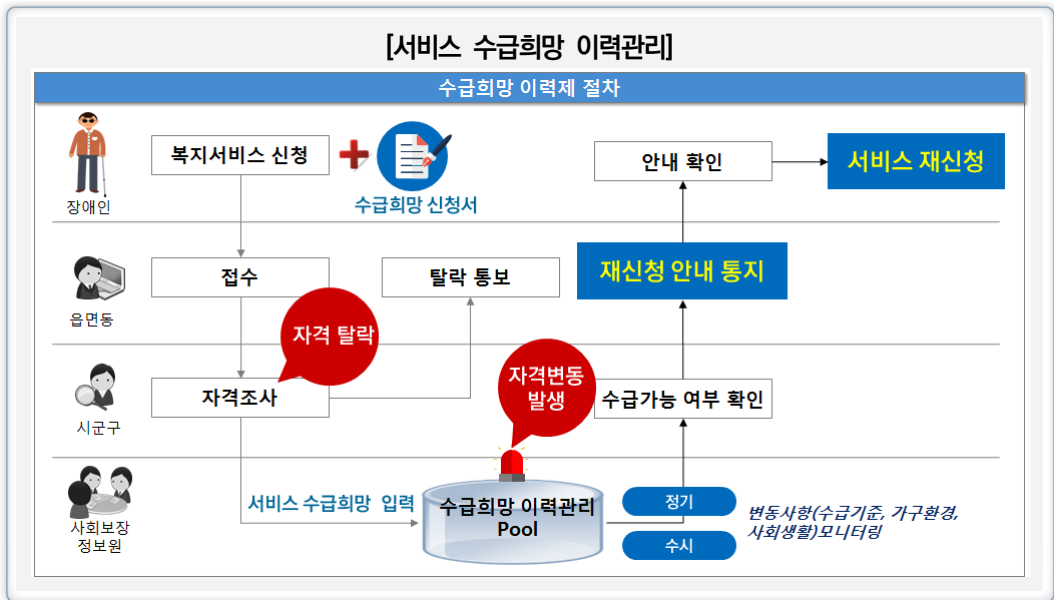 [서비스 수급희망 이력관리]
수급희망 이력제 절차
장애인
복지서비스 신청
수급희망 신청서
안내 확인
서비스 재신청
읍면동
접수
탈락 통보
재신청 안내 통지
자격 탈락
시군구
자격조사
자격변동
발생
수급가능 여부 확인
사회보장
정보원
서비스 수급희망 입력
수급희망 이력관리
Pool
정기
수시
변동사항(수급기준, 가구환경,
사회생활)모니터링